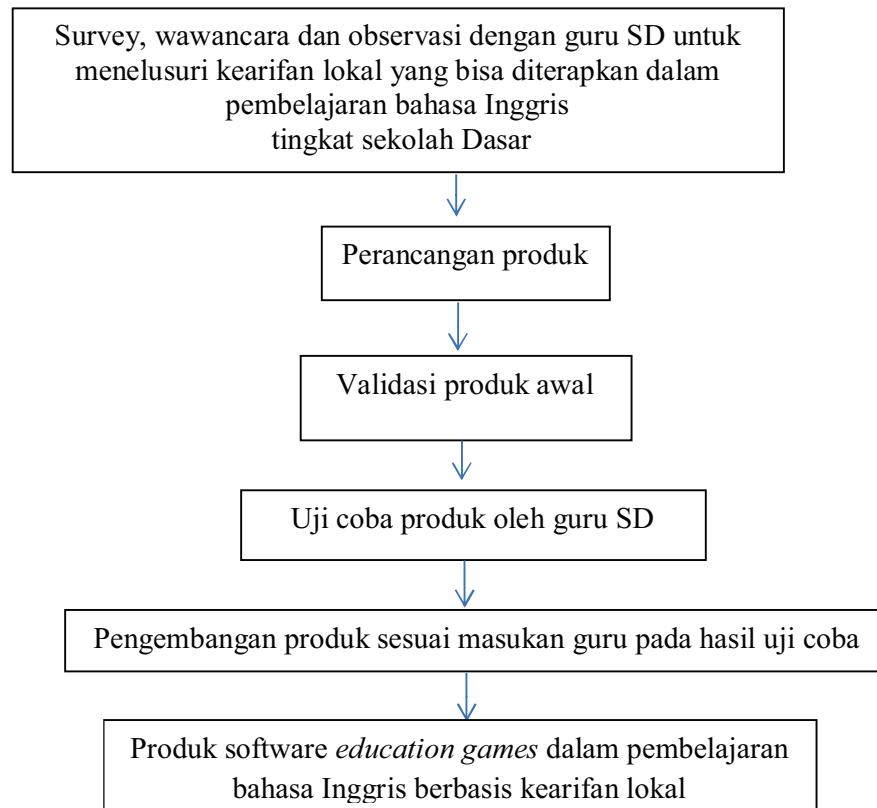 Survey, wawancara dan observasi dengan guru SD untuk
menelusuri kearifan lokal yang bisa diterapkan dalam
pembelajaran bahasa Inggris
tingkat sekolah Dasar
Perancangan produk
Validasi produk awal
Uji coba produk oleh guru SD
Pengembangan produk sesuai masukan guru pada hasil uji coba
Produk software education games dalam pembelajaran
bahasa Inggris berbasis kearifan lokal